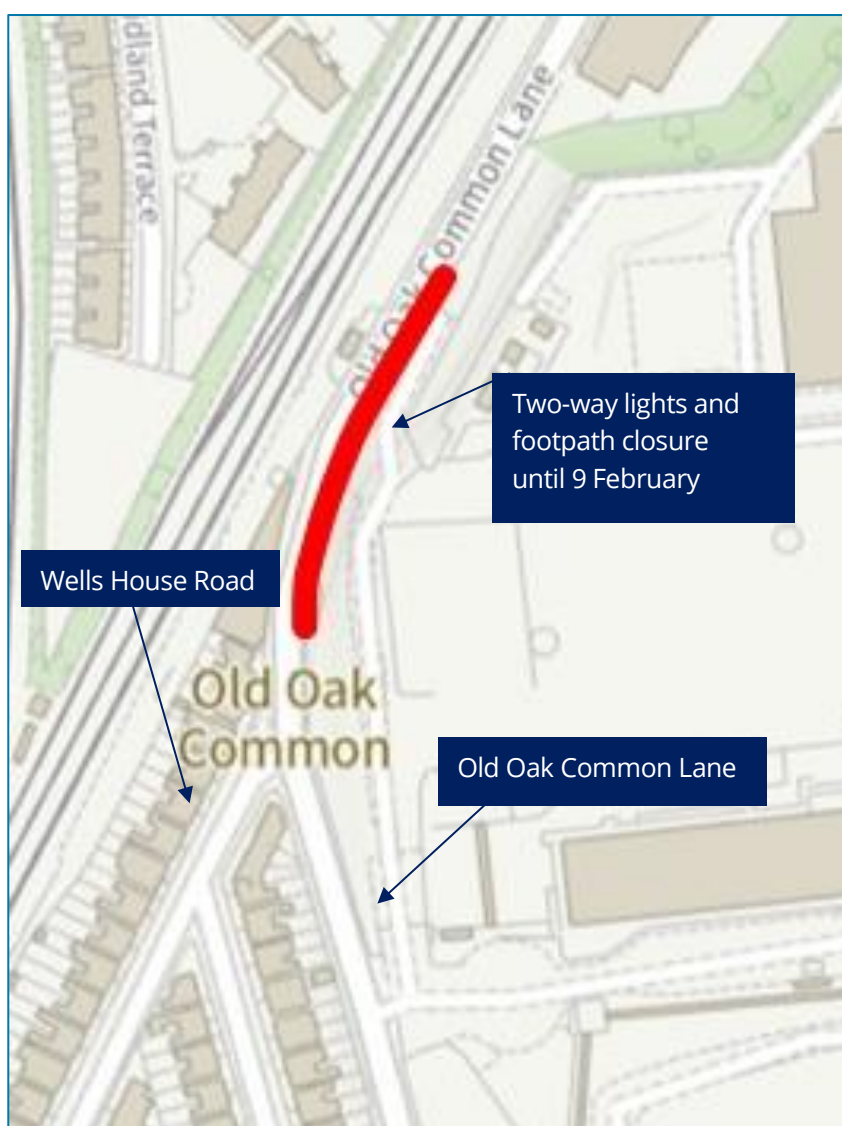 idland Terrace
Old Oak Common Lane
Two-way lights and
footpath closure
until 9 February
Wells House Road
Old Oak
Common
Old Oak Common Lane